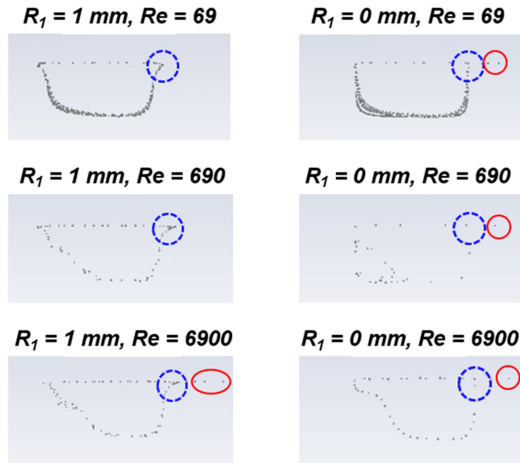 R1 = 1 mm, Re = 69
R1 = 0 mm, Re = 69
R1 = 1 mm, Re = 690
R1 = 0 mm, Re = 690
R1 = 1 mm, Re = 6900
R1 = 0 mm, Re = 6900